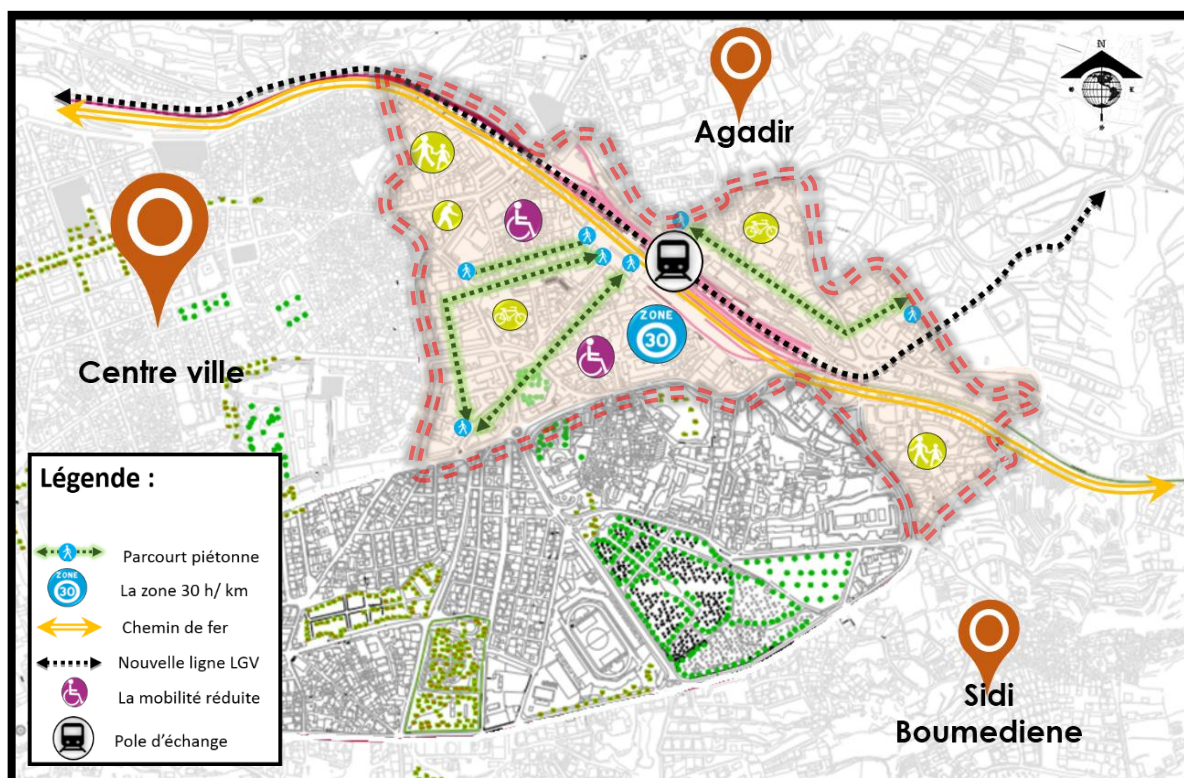 N
Agadir
Centre ville
ZONE
30
Sidi
Boumediene
Légende :
Parcourt piétonne
ZONE
30
La zone 30 h/ km
Chemin de fer
Nouvelle ligne LGV
La mobilité réduite
Pole d'échange